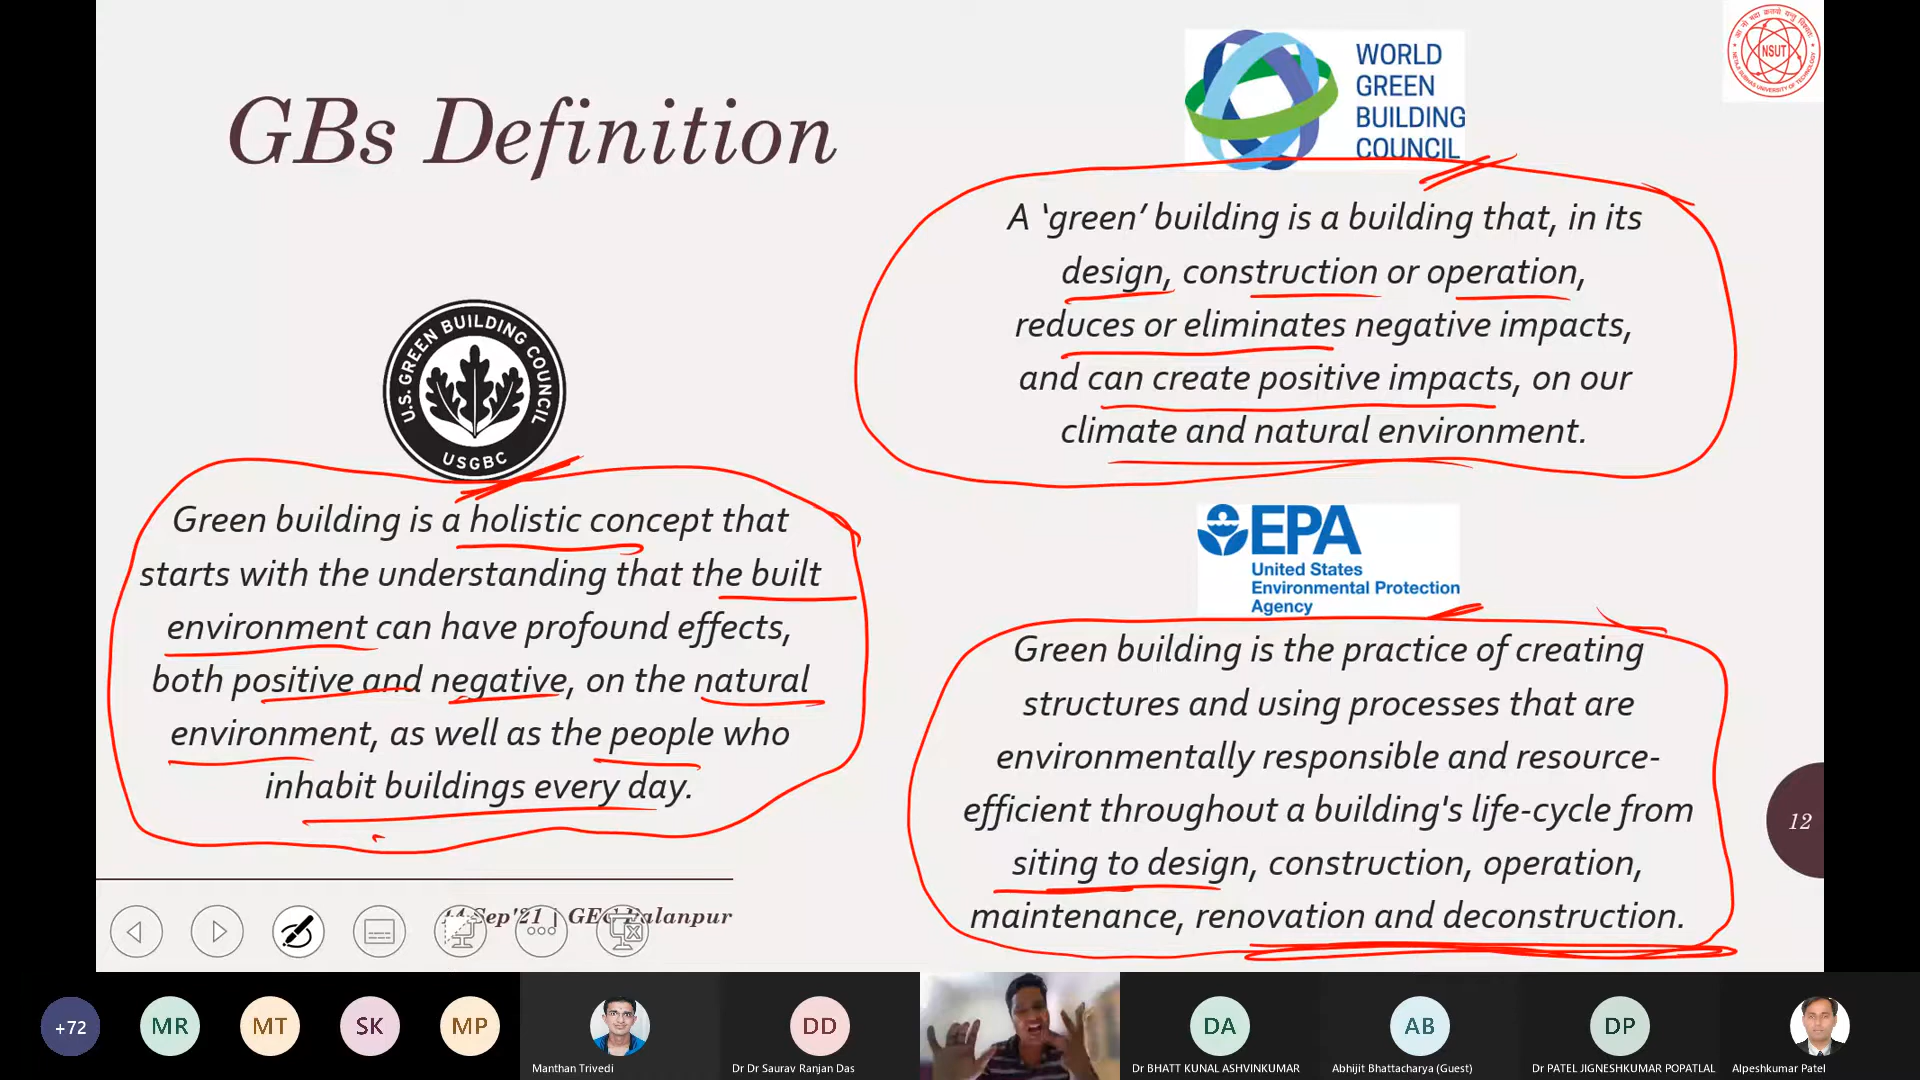 GBs Definition
WORLD
GREEN
BUILDING
COUNCIL
NSUT
A ‘green’ building is a building that, in its
design, construction or operation,
reduces or eliminates negative impacts,
and can create positive impacts, on our
climate and natural environment.
U.S. GREEN BUILDING COUNCIL
USGBC
Green building is a holistic concept that
starts with the understanding that the built
environment can have profound effects,
both positive and negative, on the natural
environment, as well as the people who
inhabit buildings every day.
EPA
United States
Environmental Protection
Agency
Green building is the practice of creating
structures and using processes that are
environmentally responsible and resource-
efficient throughout a building's life-cycle from
siting to design, construction, operation,
maintenance, renovation and deconstruction.
12
Sep'21 | GEC Palanpur
+72
MR
MT
SK
MP
Manthan Trivedi
DD
Dr Dr Saurav Ranjan Das
DA
Dr BHATT KUNAL ASHVINKUMAR
AB
Abhijit Bhattacharya (Guest)
DP
Dr PATEL JIGNESHKUMAR POPATLAL
Alpeshkumar Patel